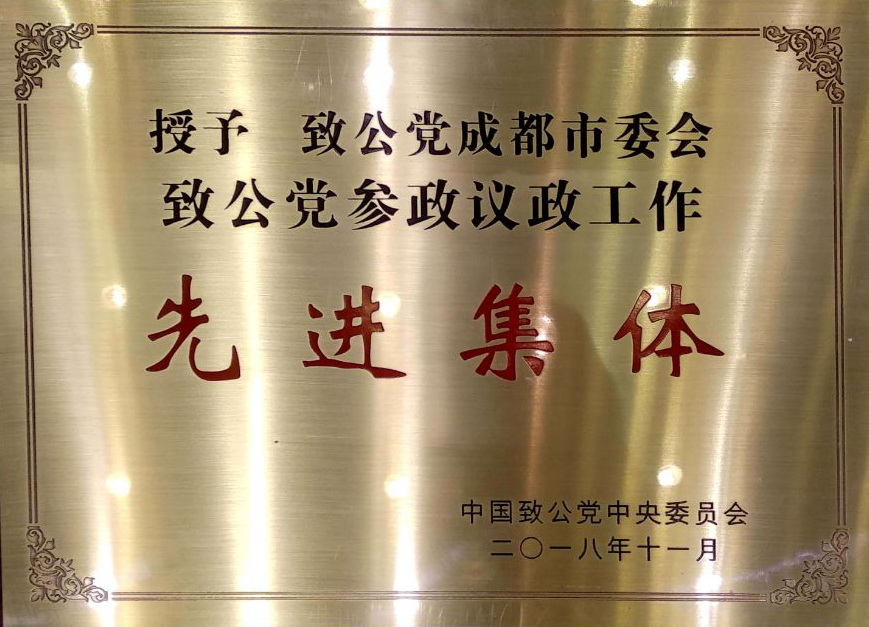 授予 致公党成都市委会
致公党参政议政工作
先进集体
中国致公党中央委员会
二〇一八年十一月